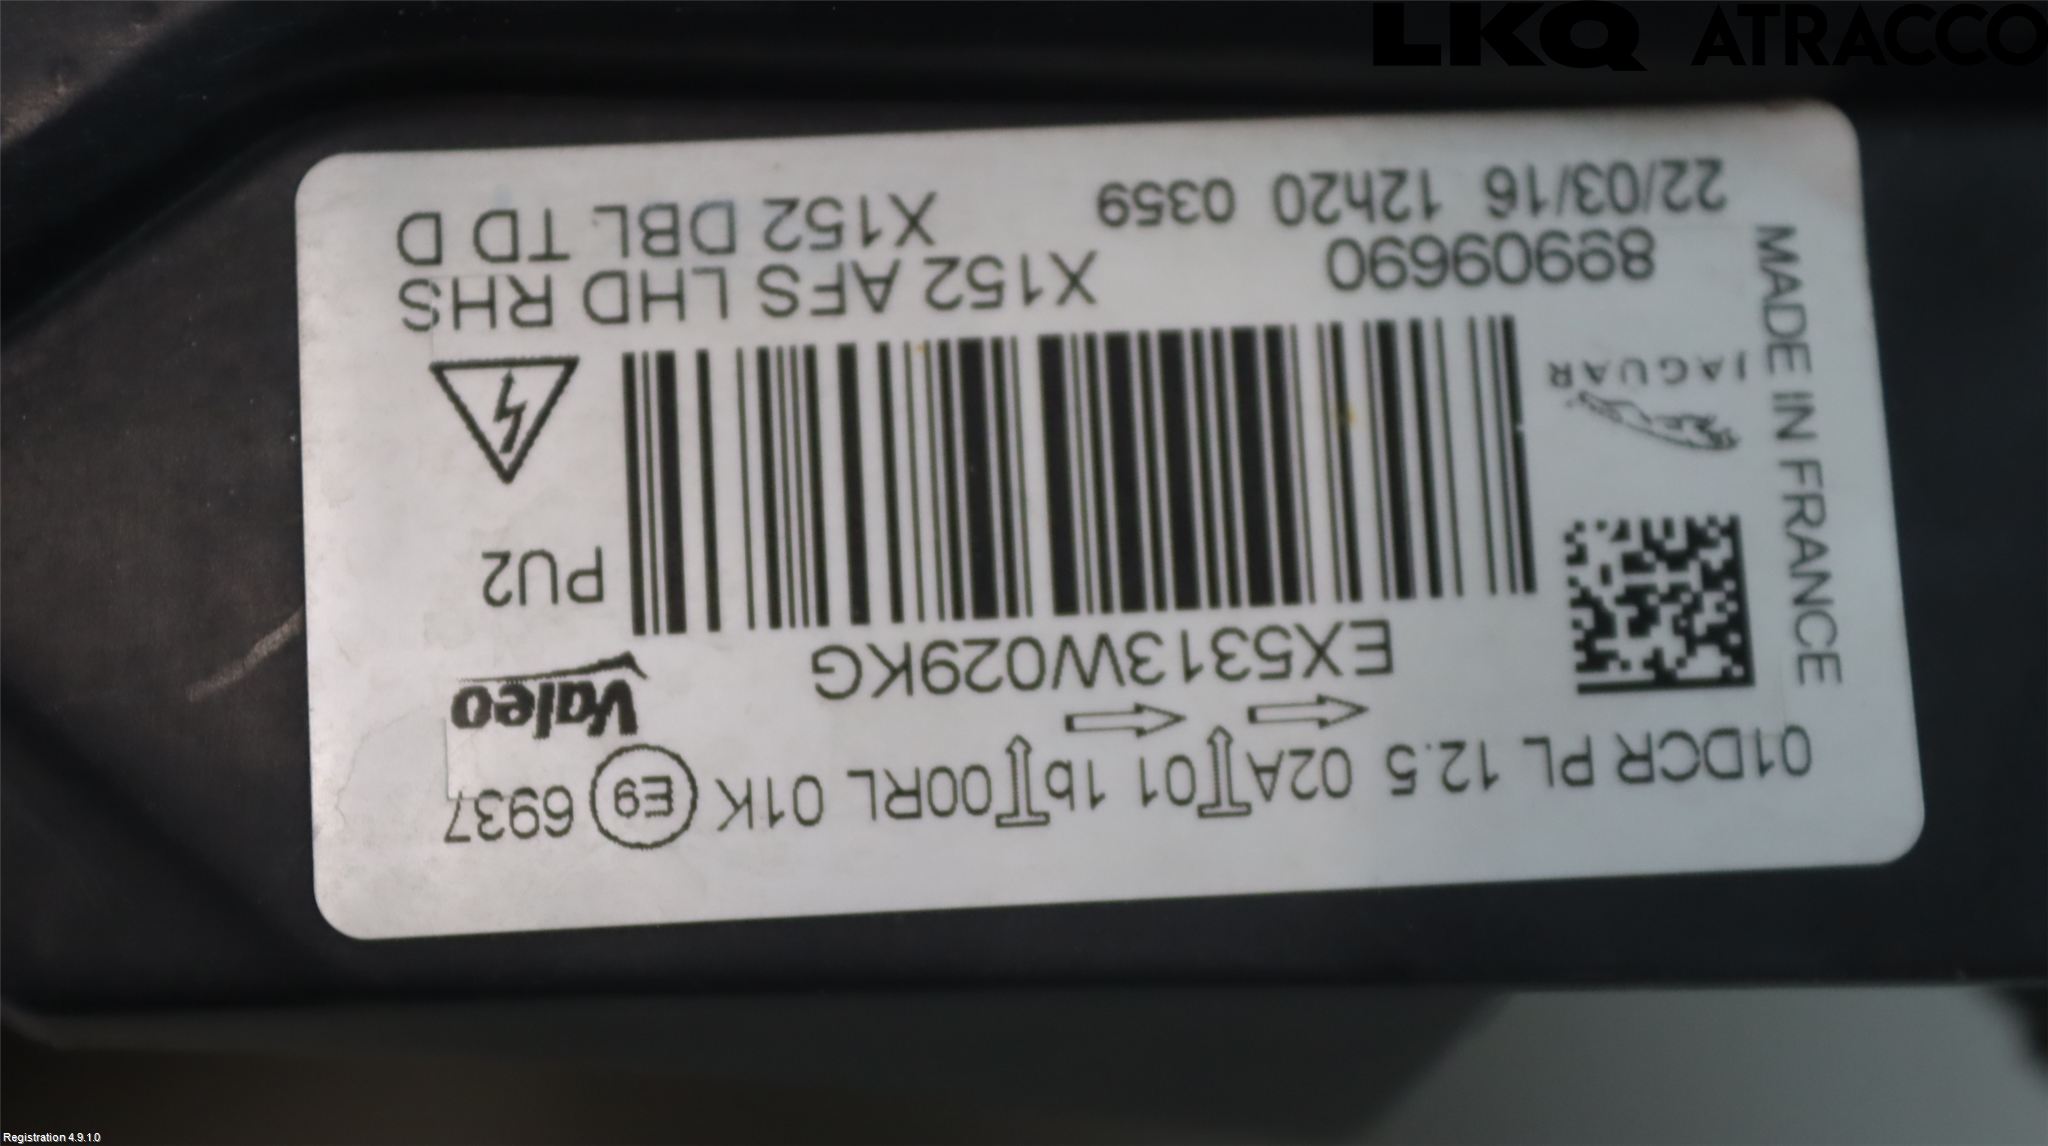 LKQ ATRACCO
01DCR PL 12.5 02A 01 1b 00RL 01K E9 6937
EX5313W029KG
Valeo
PU2
JAGUAR
89909690 X152 AFS LHD RHS
22/03/16 12h20 0359 X152 DBL TD D
MADE IN FRANCE
Registration 4.9.1.0